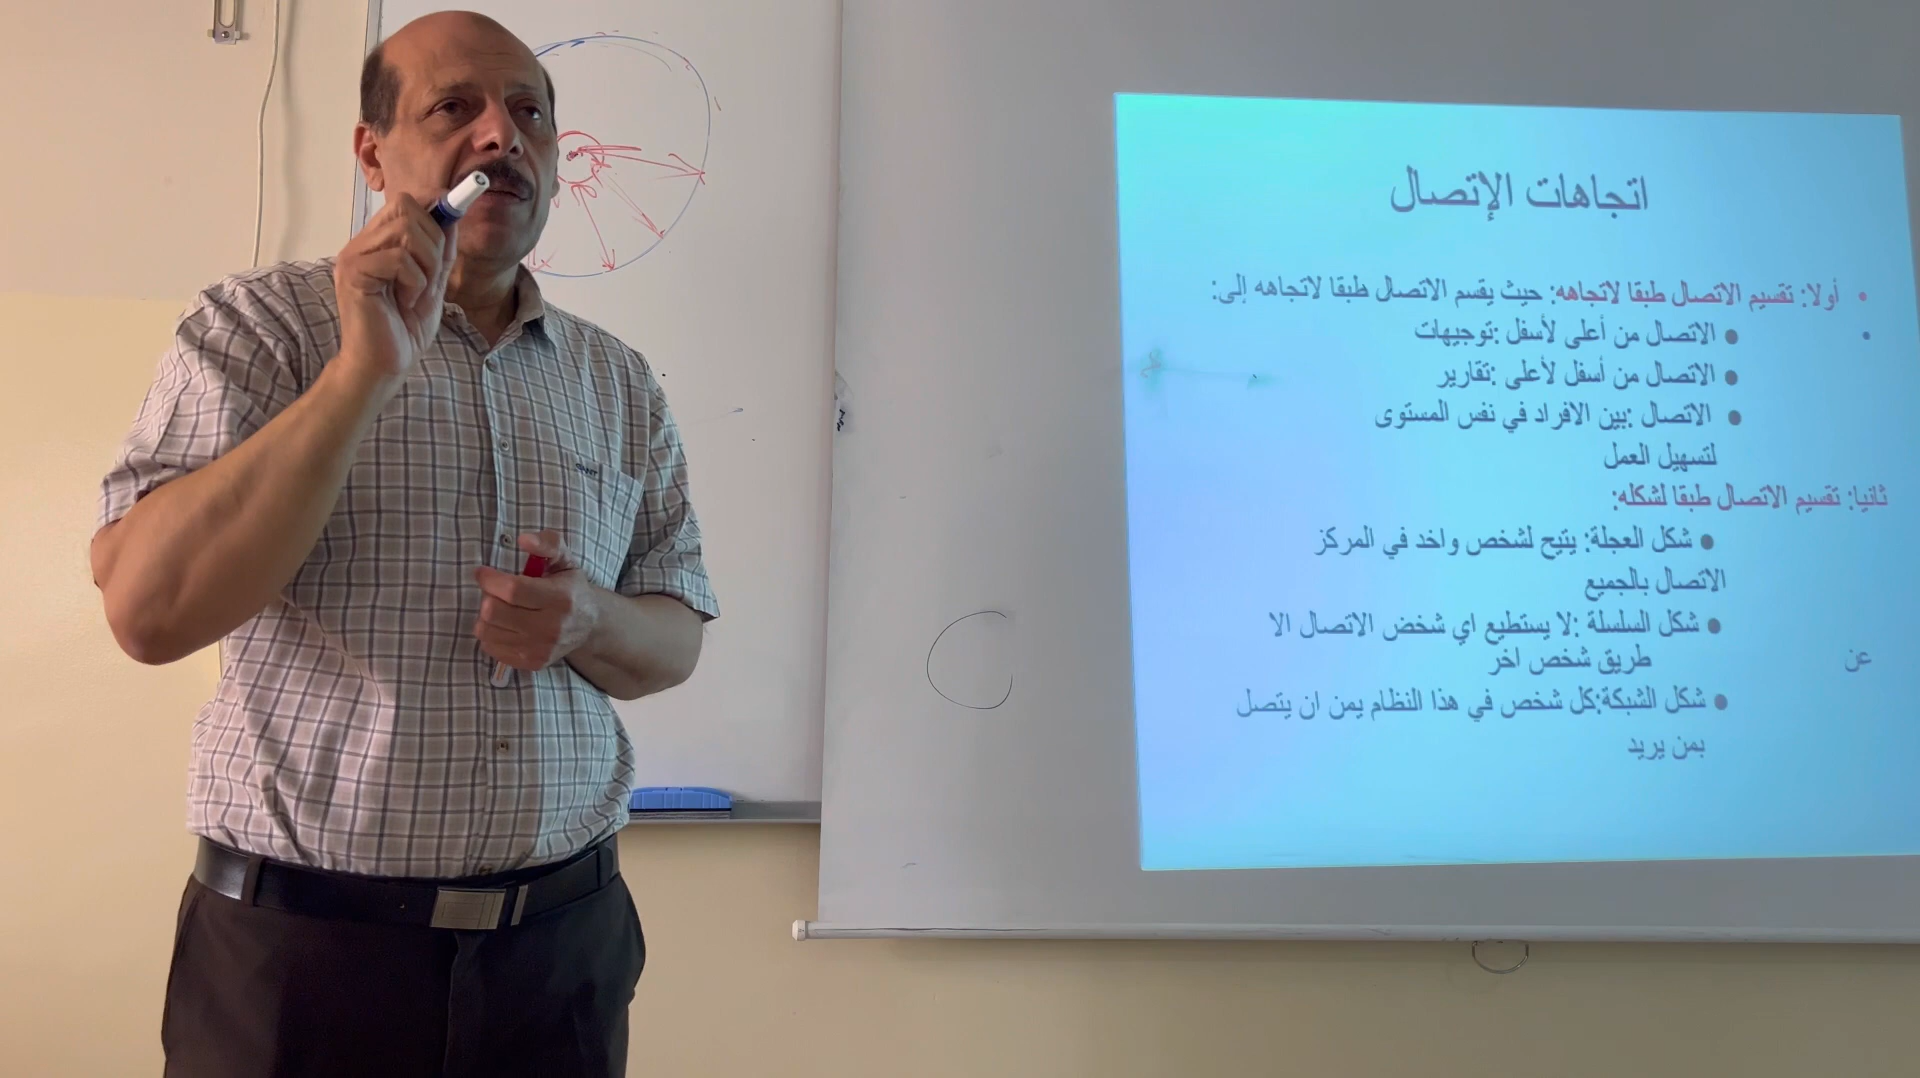 اتجاهات الإتصال
• أولا: تقسيم الاتصال طبقا لاتجاهه: حيث يقسم الاتصال طبقا لاتجاهه إلى:
• ● الاتصال من أعلى لأسفل :توجيهات
● الاتصال من أسفل لأعلى :تقارير
● الاتصال :بين الافراد في نفس المستوى
لتسهيل العمل
ثانيا: تقسيم الاتصال طبقا لشكله:
● شكل العجلة: يتيح لشخص واخد في المركز
الاتصال بالجميع
● شكل السلسلة :لا يستطيع اي شخض الاتصال الا
عن طريق شخص اخر
● شكل الشبكة:كل شخص في هذا النظام يمن ان يتصل
بمن يريد
GANT